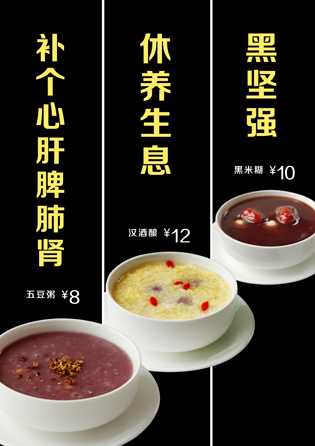 补个心肝脾肺肾
五豆粥 ¥8
休养生息
汉酒酿 ¥12
黑坚强
黑米糊 ¥10